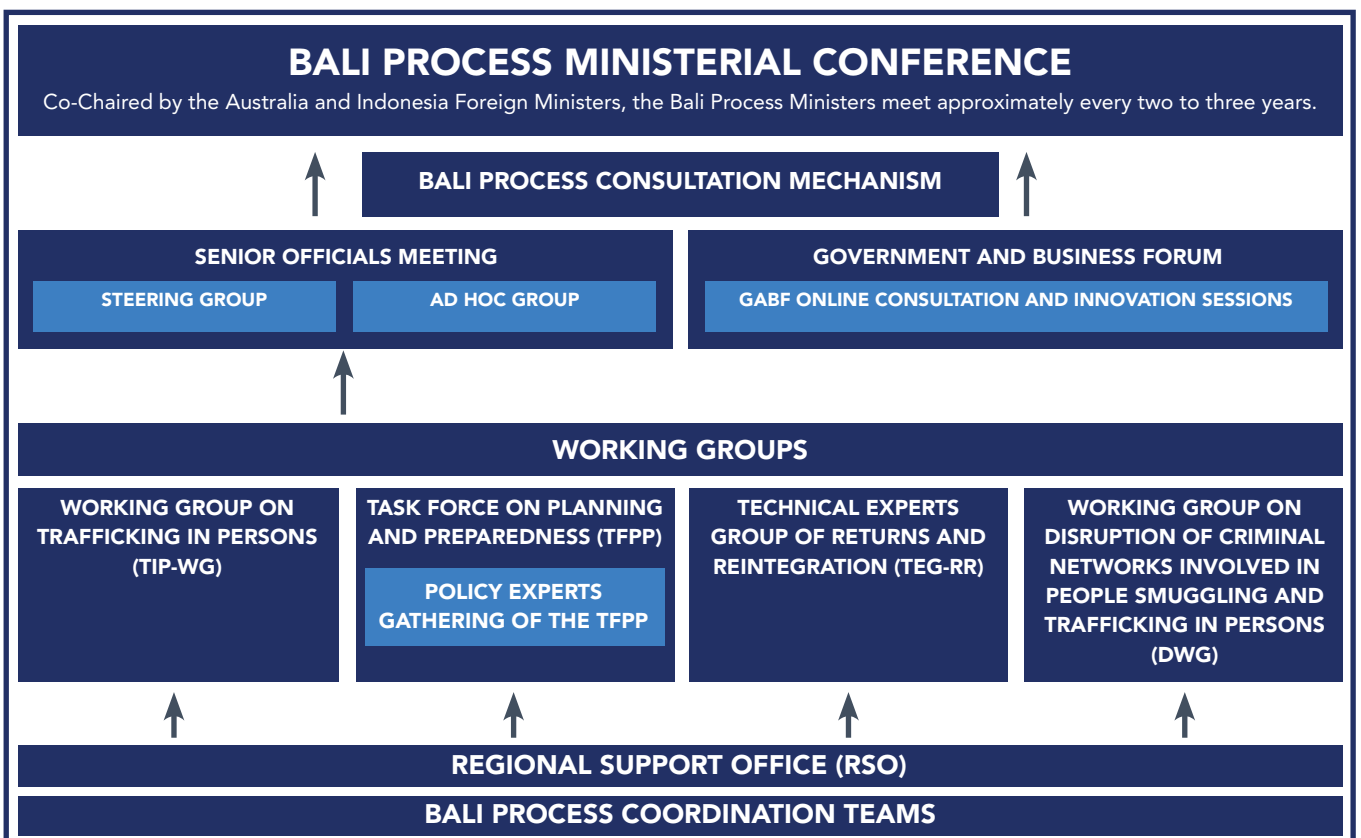 BALI PROCESS MINISTERIAL CONFERENCE
Co-Chaired by the Australia and Indonesia Foreign Ministers, the Bali Process Ministers meet approximately every two to three years.
BALI PROCESS CONSULTATION MECHANISM
SENIOR OFFICIALS MEETING
STEERING GROUP
AD HOC GROUP
GOVERNMENT AND BUSINESS FORUM
GABF ONLINE CONSULTATION AND INNOVATION SESSIONS
WORKING GROUPS
WORKING GROUP ON
TRAFFICKING IN PERSONS
(TIP-WG)
TASK FORCE ON PLANNING
AND PREPAREDNESS (TFPP)
POLICY EXPERTS
GATHERING OF THE TFPP
TECHNICAL EXPERTS
GROUP OF RETURNS AND
REINTEGRATION (TEG-RR)
WORKING GROUP ON
DISRUPTION OF CRIMINAL
NETWORKS INVOLVED IN
PEOPLE SMUGGLING AND
TRAFFICKING IN PERSONS
(DWG)
REGIONAL SUPPORT OFFICE (RSO)
BALI PROCESS COORDINATION TEAMS